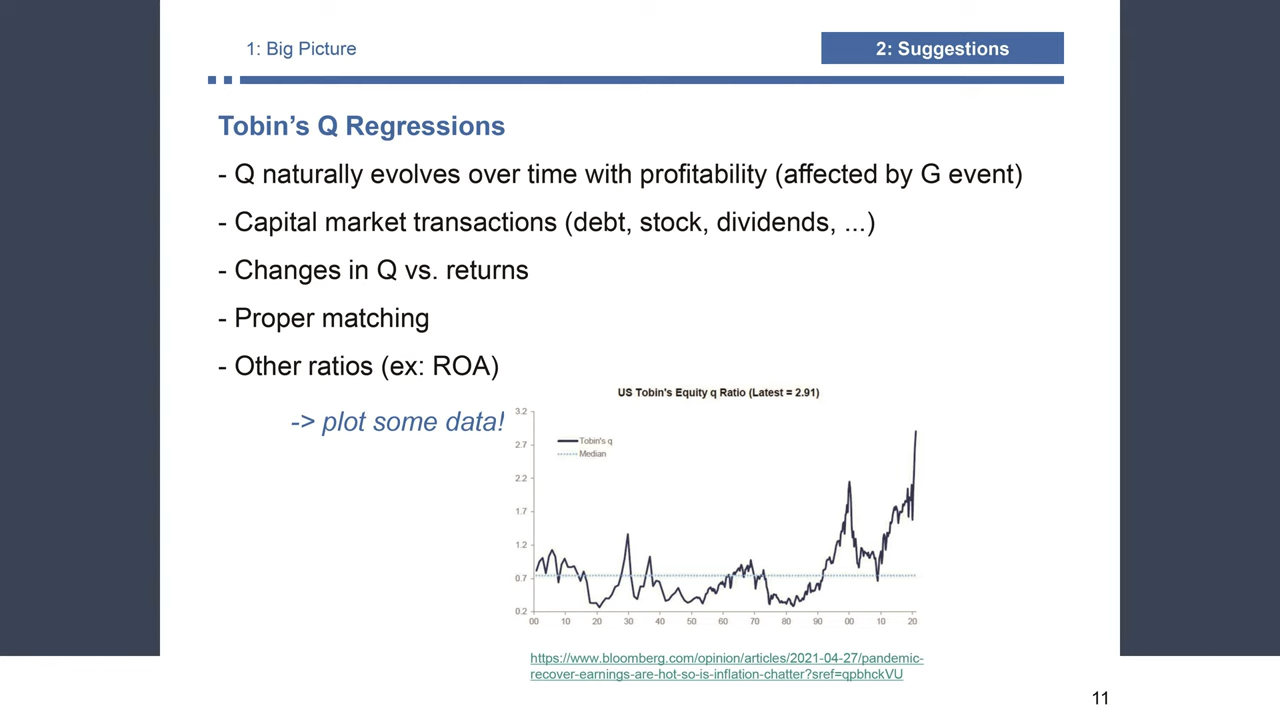 1: Big Picture
2: Suggestions
Tobin’s Q Regressions
- Q naturally evolves over time with profitability (affected by G event)
- Capital market transactions (debt, stock, dividends, ...)
- Changes in Q vs. returns
- Proper matching
- Other ratios (ex: ROA)
-> plot some data!
US Tobin's Equity q Ratio (Latest = 2.91)
3.2
2.7
2.2
1.7
1.2
0.7
0.2
Tobin's q
Median
00 10 20 30 40 50 60 70 80 90 00 10 20
https://www.bloomberg.com/opinion/articles/2021-04-27/pandemic-
recover-earnings-are-hot-so-is-inflation-chatter?sref=qpbhckVU
11